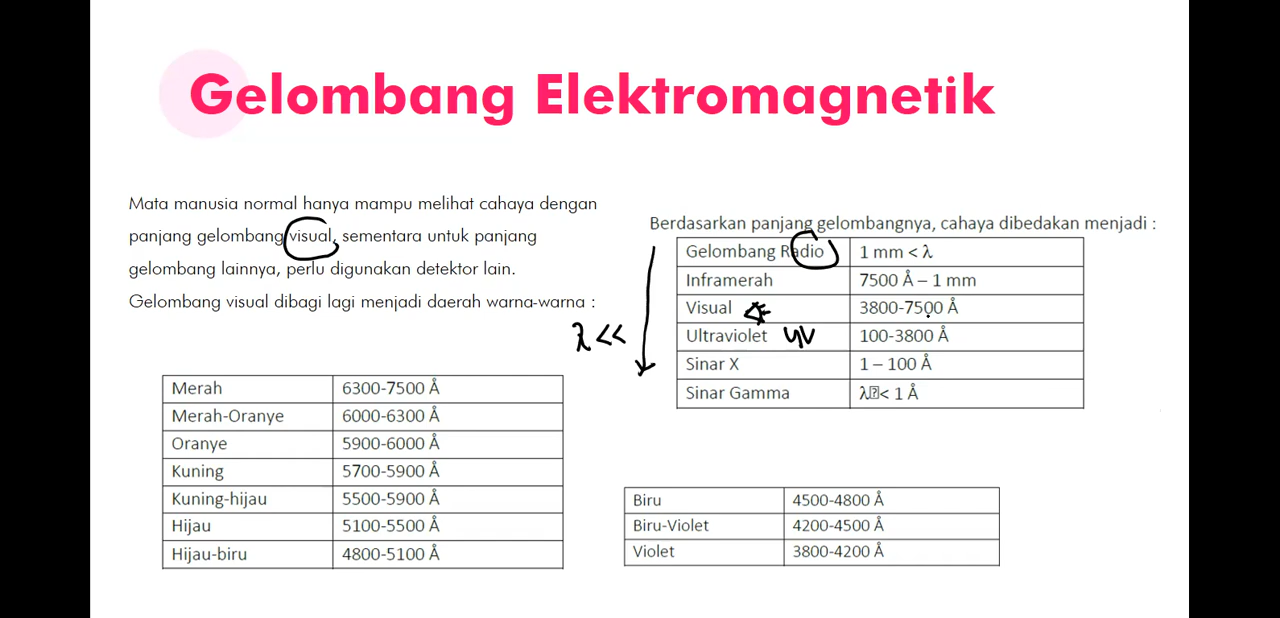 Gelombang Elektromagnetik
Mata manusia normal hanya mampu melihat cahaya dengan
panjang gelombang visual, sementara untuk panjang
gelombang lainnya, perlu digunakan detektor lain.
Gelombang visual dibagi lagi menjadi daerah warna-warna :
Merah 6300-7500 Å
Merah-Oranye 6000-6300 Å
Oranye 5900-6000 Å
Kuning 5700-5900 Å
Kuning-hijau 5500-5900 Å
Hijau 5100-5500 Å
Hijau-biru 4800-5100 Å
Berdasarkan panjang gelombangnya, cahaya dibedakan menjadi :
Gelombang Radio 1 mm < λ
Inframerah 7500 Å – 1 mm
Visual 3800-7500 Å
Ultraviolet UV 100-3800 Å
Sinar X 1 – 100 Å
Sinar Gamma λ⍰< 1 Å
λ <<
Biru 4500-4800 Å
Biru-Violet 4200-4500 Å
Violet 3800-4200 Å